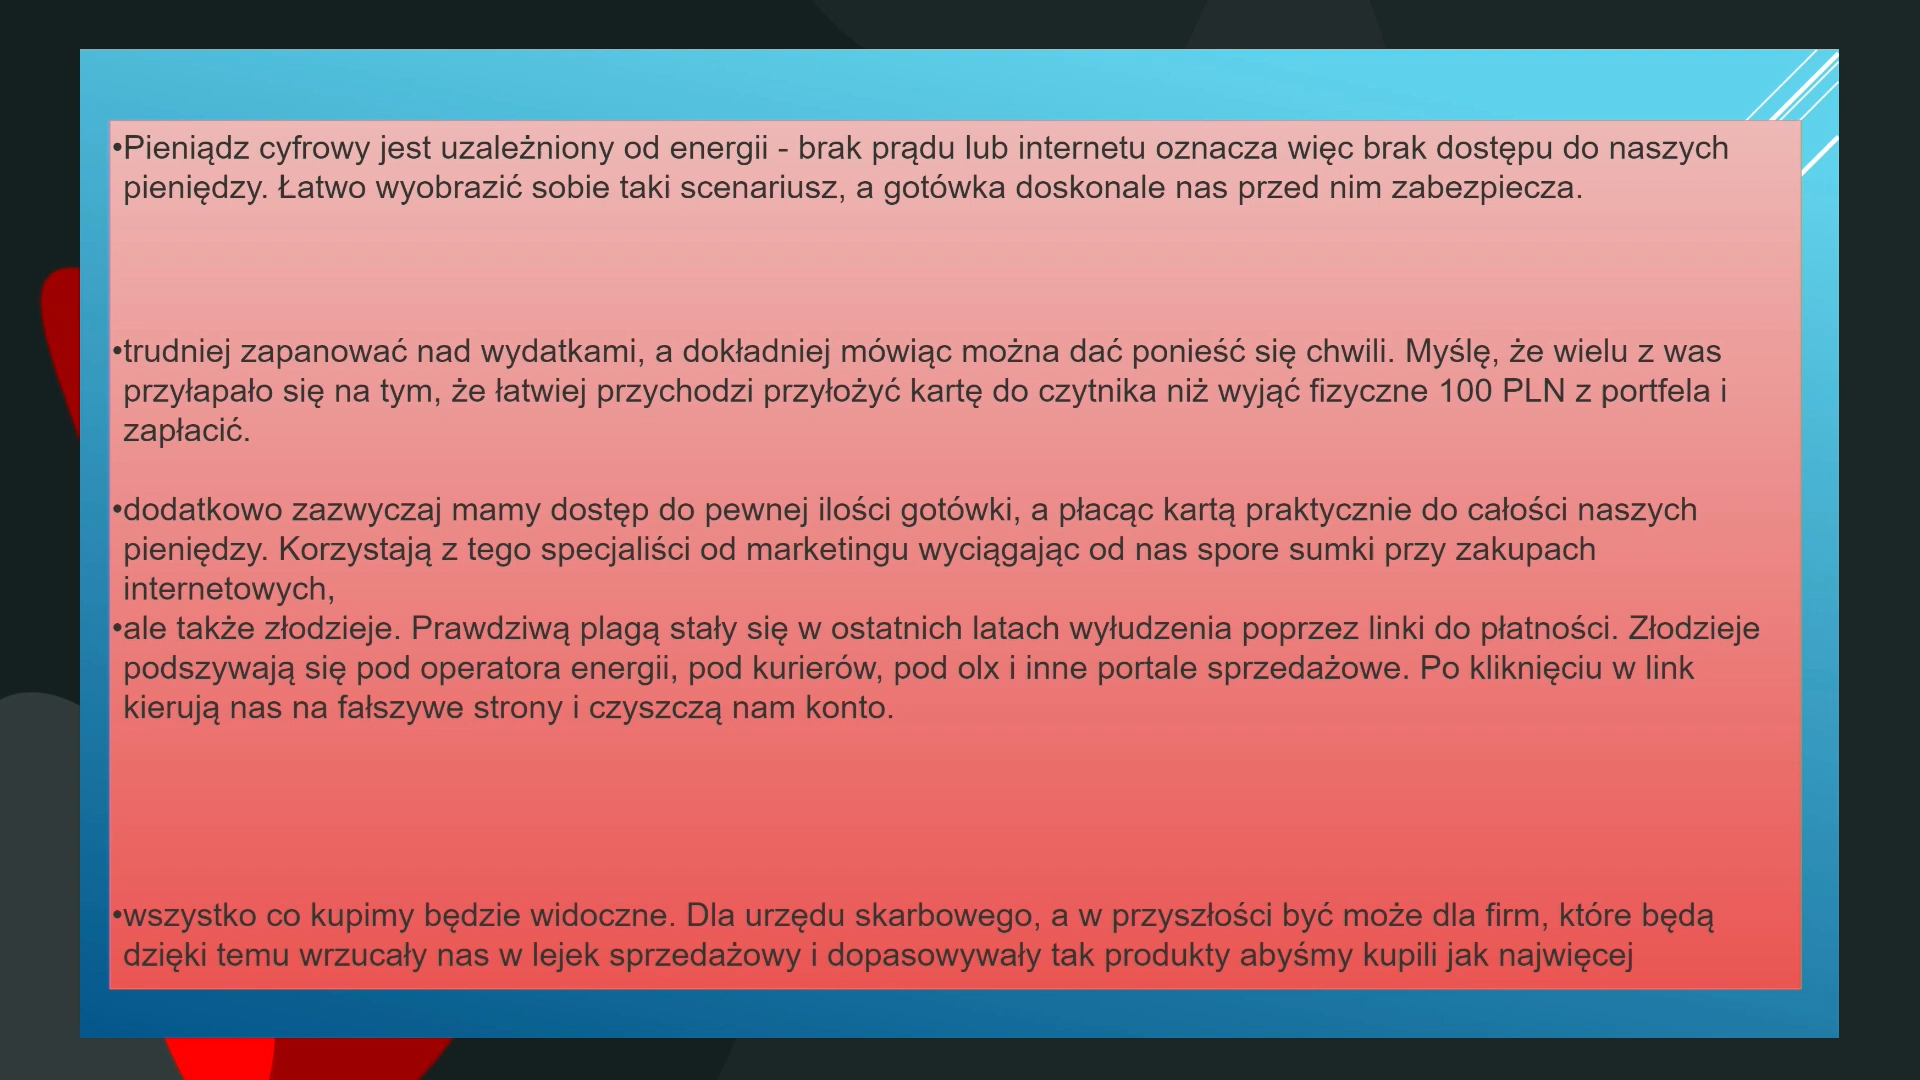 •Pieniądz cyfrowy jest uzależniony od energii - brak prądu lub internetu oznacza więc brak dostępu do naszych
pieniędzy. Łatwo wyobrazić sobie taki scenariusz, a gotówka doskonale nas przed nim zabezpiecza.
•trudniej zapanować nad wydatkami, a dokładniej mówiąc można dać ponieść się chwili. Myślę, że wielu z was
przyłapało się na tym, że łatwiej przychodzi przyłożyć kartę do czytnika niż wyjąć fizyczne 100 PLN z portfela i
zapłacić.
•dodatkowo zazwyczaj mamy dostęp do pewnej ilości gotówki, a płacąc kartą praktycznie do całości naszych
pieniędzy. Korzystają z tego specjaliści od marketingu wyciągając od nas spore sumki przy zakupach
internetowych,
•ale także złodzieje. Prawdziwą plagą stały się w ostatnich latach wyłudzenia poprzez linki do płatności. Złodzieje
podszywają się pod operatora energii, pod kurierów, pod olx i inne portale sprzedażowe. Po kliknięciu w link
kierują nas na fałszywe strony i czyszczą nam konto.
•wszystko co kupimy będzie widoczne. Dla urzędu skarbowego, a w przyszłości być może dla firm, które będą
dzięki temu wrzucały nas w lejek sprzedażowy i dopasowywały tak produkty abyśmy kupili jak najwięcej